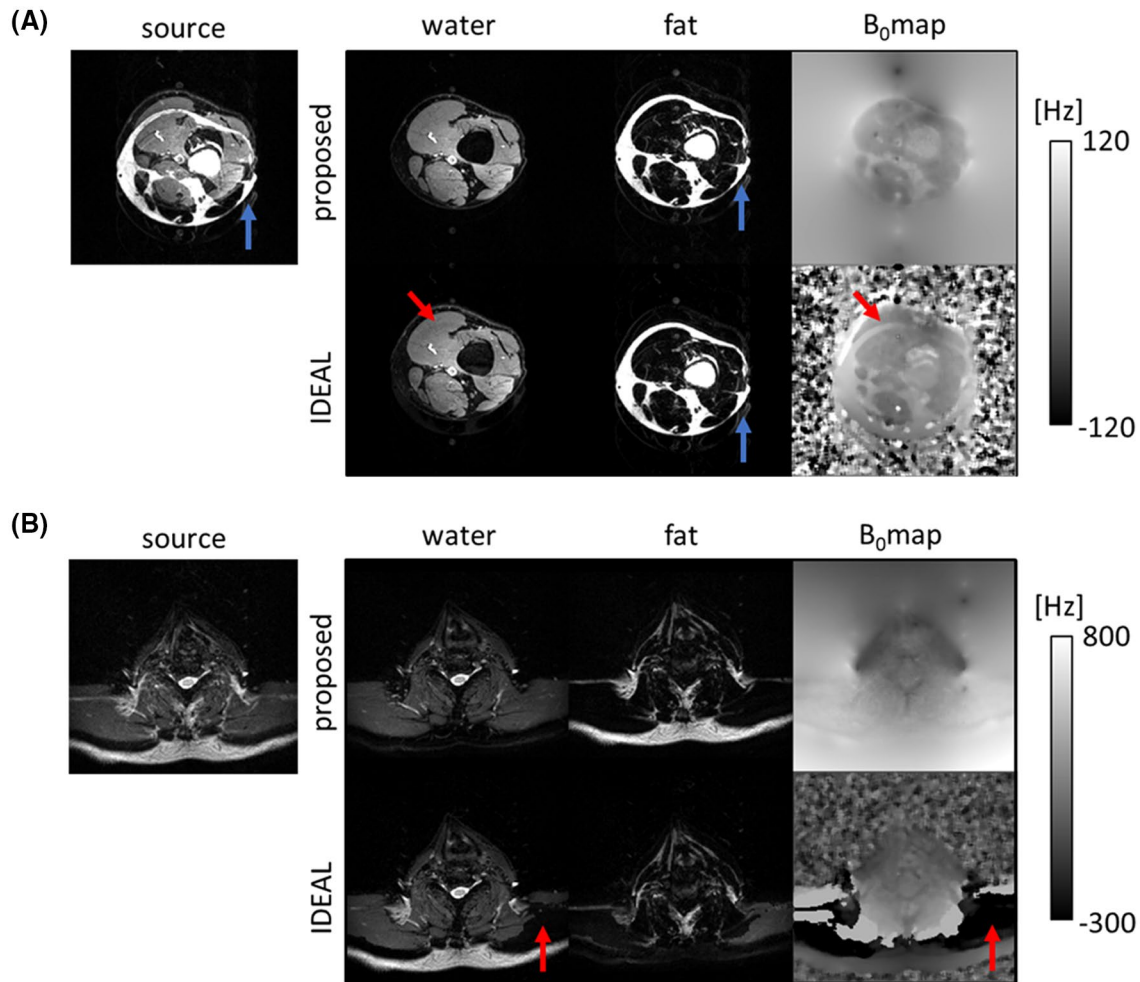 (A)
source
water
fat
B₀map
proposed
IDEAL
[Hz]
120
-120
(B)
source
water
fat
B₀map
proposed
IDEAL
[Hz]
800
-300